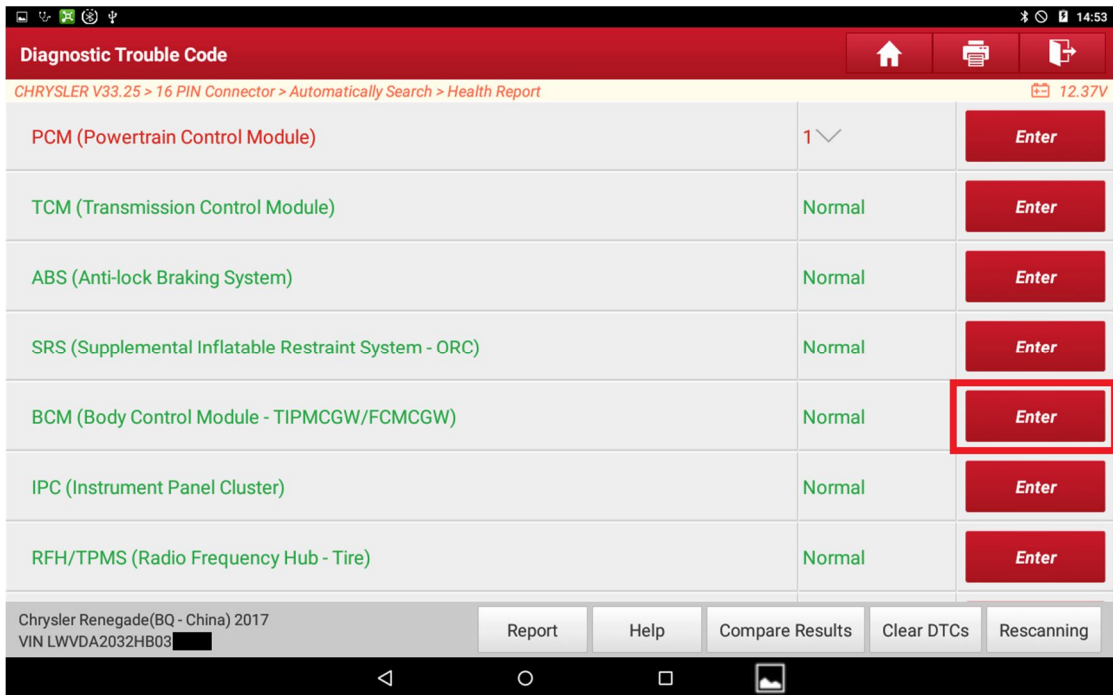 14:53
Diagnostic Trouble Code
CHRYSLER V33.25 > 16 PIN Connector > Automatically Search > Health Report
12.37V
PCM (Powertrain Control Module)
1
Enter
TCM (Transmission Control Module)
Normal
Enter
ABS (Anti-lock Braking System)
Normal
Enter
SRS (Supplemental Inflatable Restraint System - ORC)
Normal
Enter
BCM (Body Control Module - TIPMCGW/FCMCGW)
Normal
Enter
IPC (Instrument Panel Cluster)
Normal
Enter
RFH/TPMS (Radio Frequency Hub - Tire)
Normal
Enter
Chrysler Renegade(BQ - China) 2017
VIN LWVDA2032HB03
Report
Help
Compare Results
Clear DTCs
Rescanning